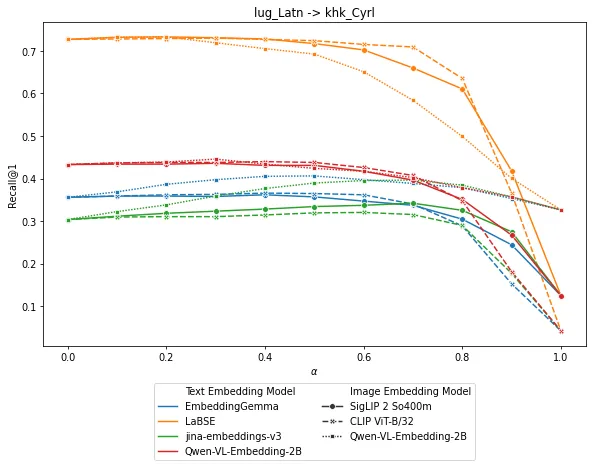 lug_Latn -> khk_Cyrl
Recall@1
0.7
0.6
0.5
0.4
0.3
0.2
0.1
0.0 0.2 0.4 0.6 0.8 1.0
α
Text Embedding Model Image Embedding Model
EmbeddingGemma SigLIP 2 So400m
LaBSE CLIP ViT-B/32
jina-embeddings-v3 Qwen-VL-Embedding-2B
Qwen-VL-Embedding-2B